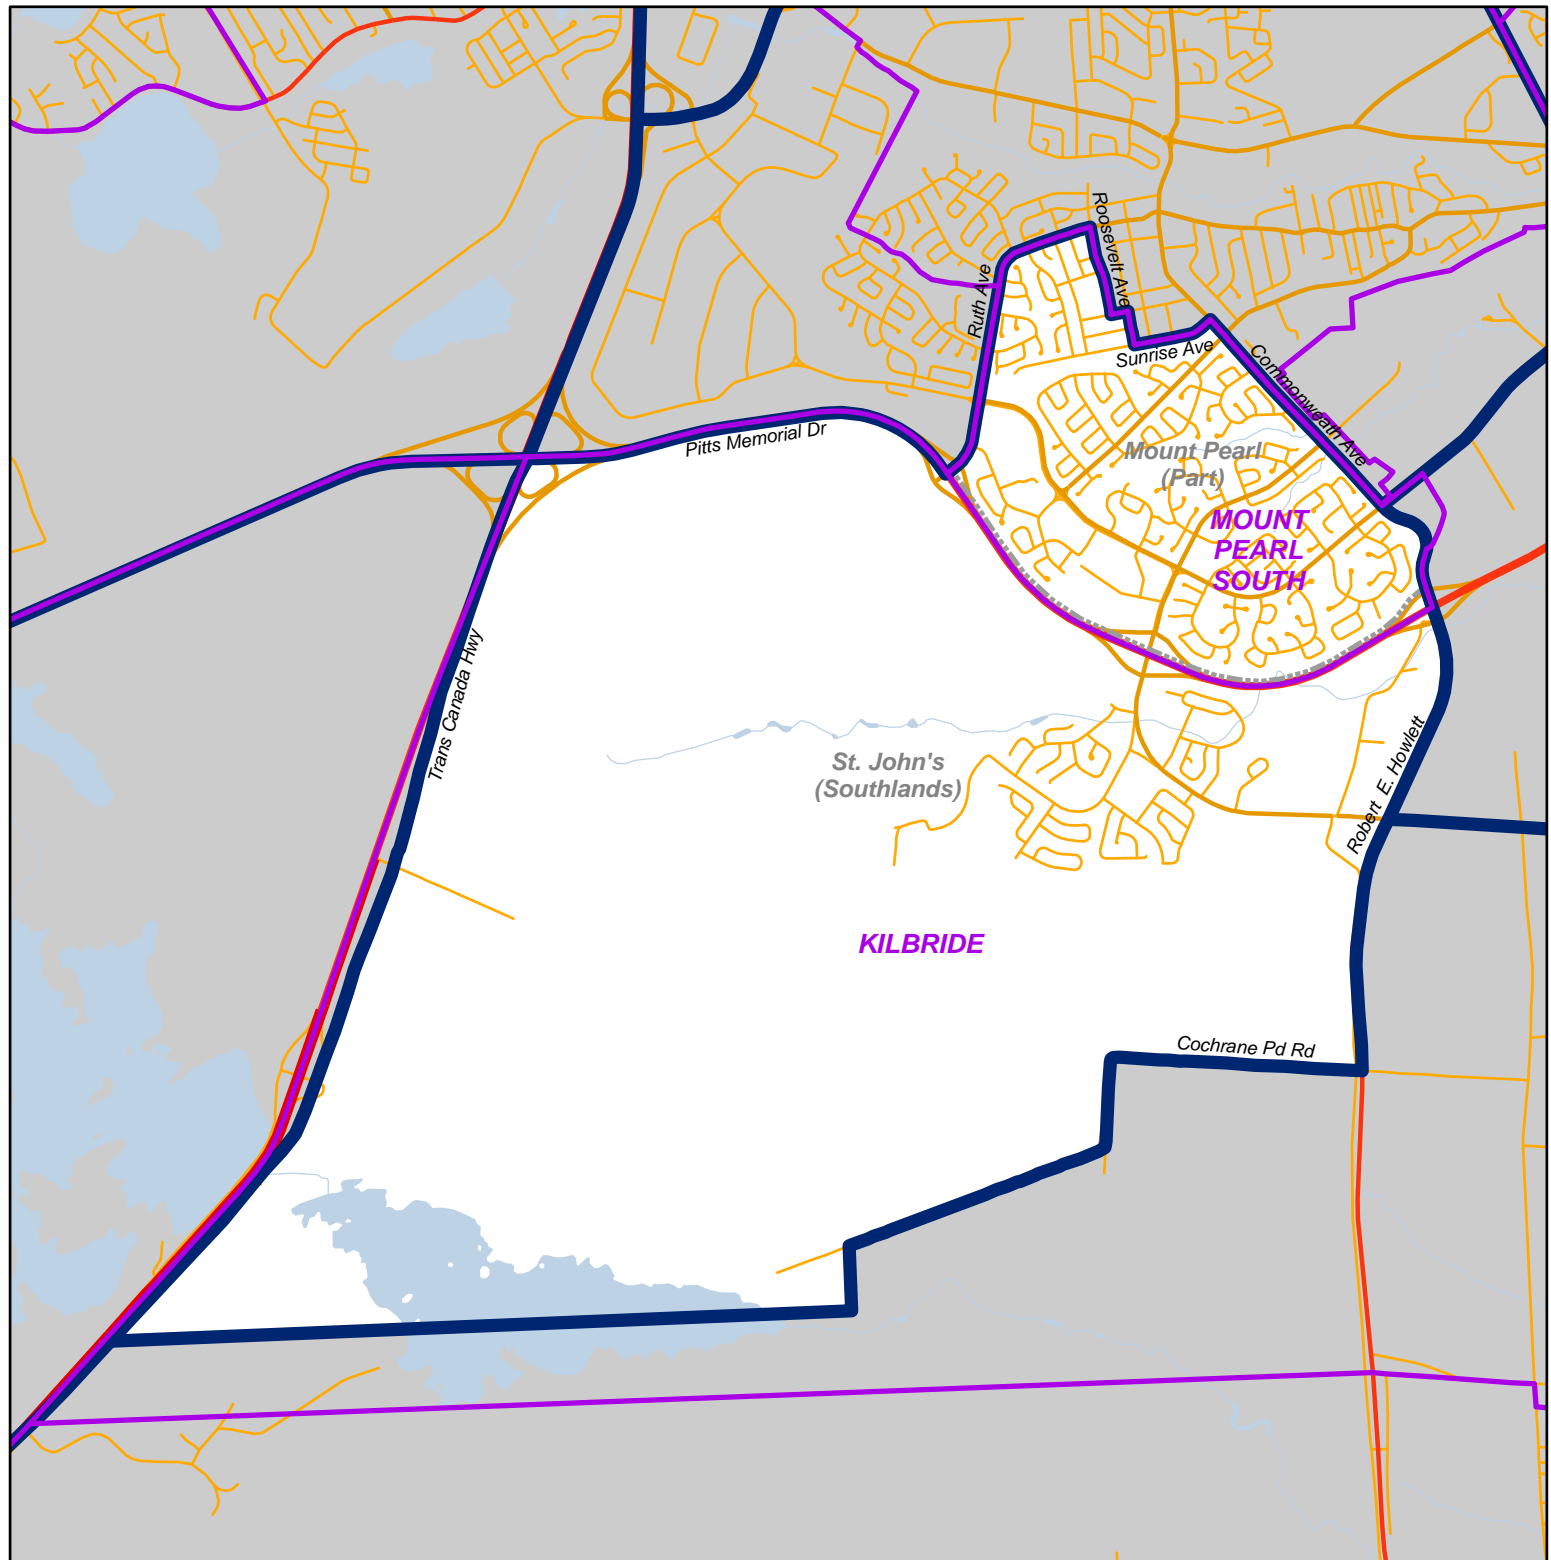 Roosevelt Ave
Ruth Ave
Sunrise Ave
Commonweath Ave
Pitts Memorial Dr
Mount Pearl
(Part)
MOUNT
PEARL
SOUTH
Trans Canada Hwy
St. John's
(Southlands)
Robert E. Howlett
KILBRIDE
Cochrane Pd Rd